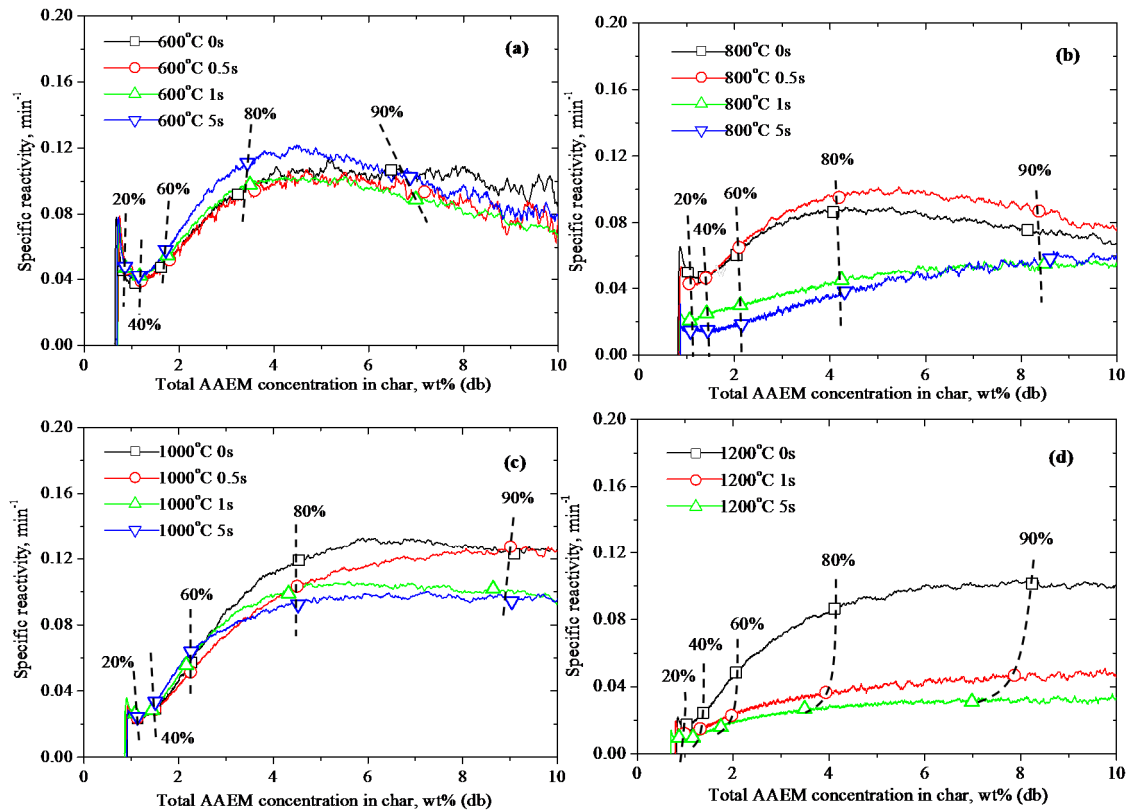 (a)
600°C 0s
600°C 0.5s
600°C 1s
600°C 5s
20%
40%
60%
80%
90%
0.20
0.16
0.12
0.08
0.04
0.00
0 2 4 6 8 10
Specific reactivity, min-1
Total AAEM concentration in char, wt% (db)
(b)
800°C 0s
800°C 0.5s
800°C 1s
800°C 5s
20%
40%
60%
80%
90%
0.20
0.16
0.12
0.08
0.04
0.00
0 2 4 6 8 10
Specific reactivity, min-1
Total AAEM concentration in char, wt% (db)
(c)
1000°C 0s
1000°C 0.5s
1000°C 1s
1000°C 5s
20%
40%
60%
80%
90%
0.20
0.16
0.12
0.08
0.04
0.00
0 2 4 6 8 10
Specific reactivity, min-1
Total AAEM concentration in char, wt% (db)
(d)
1200°C 0s
1200°C 1s
1200°C 5s
20%
40%
60%
80%
90%
0.20
0.16
0.12
0.08
0.04
0.00
0 2 4 6 8 10
Specific reactivity, min-1
Total AAEM concentration in char, wt% (db)